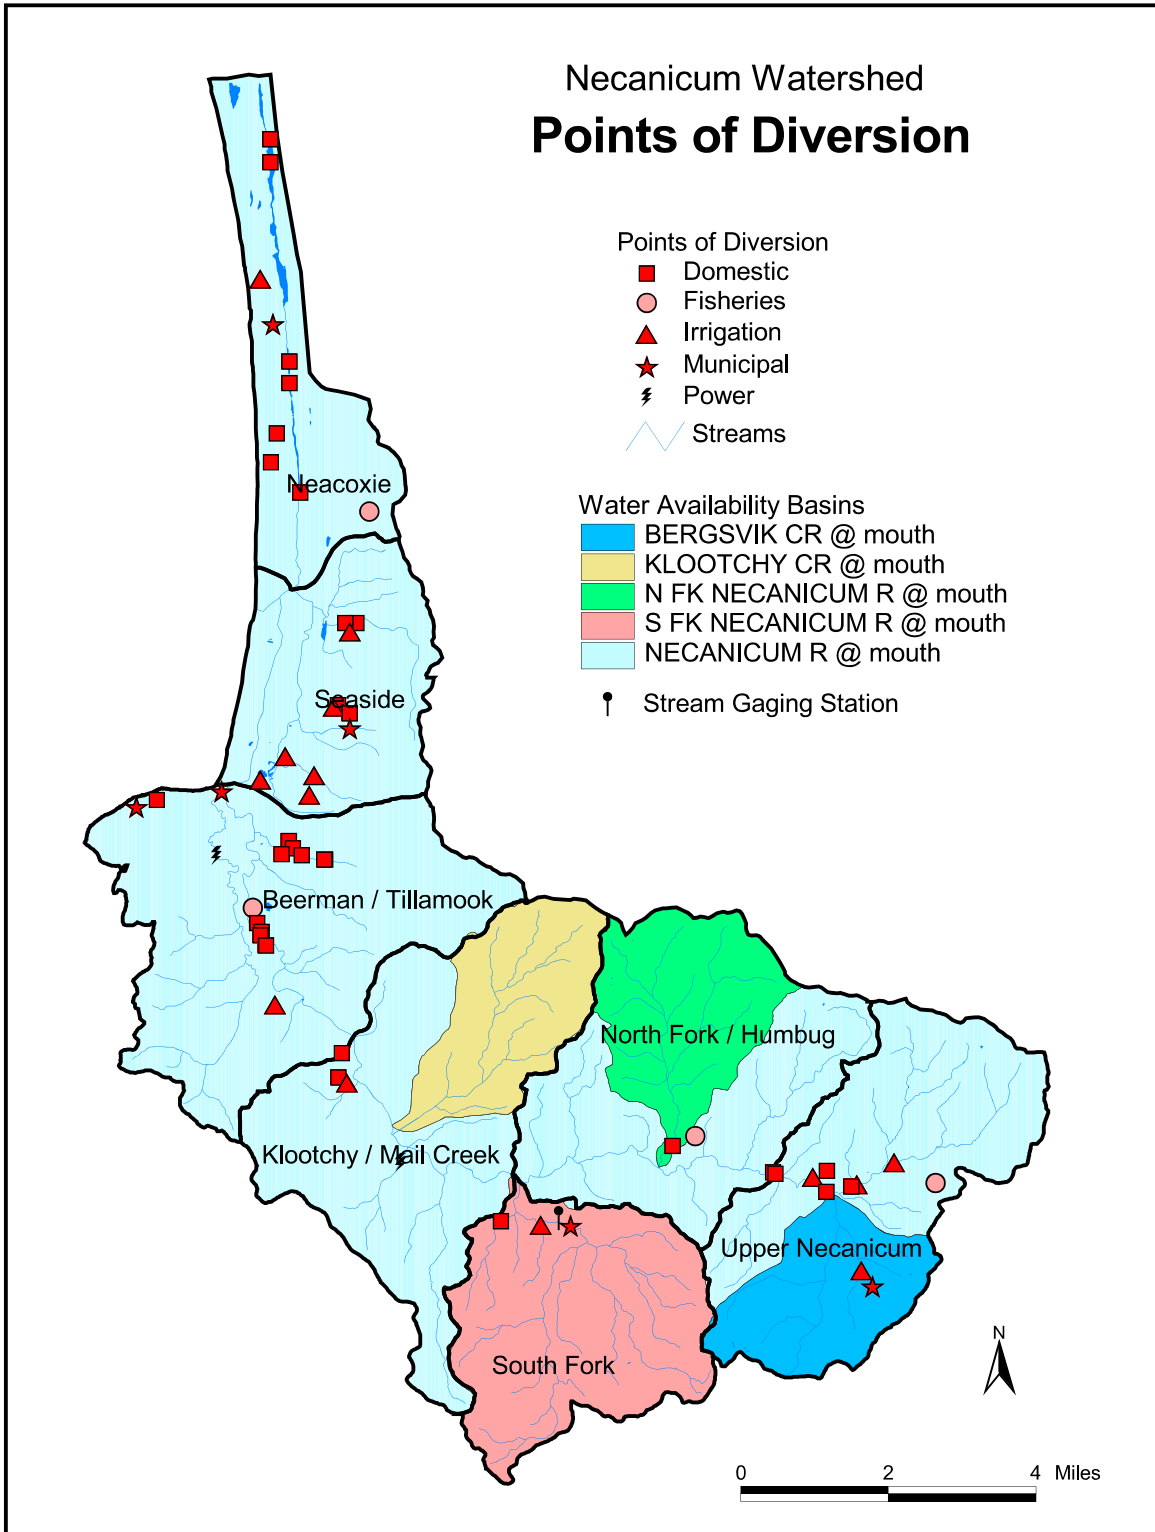 Necanicum Watershed
Points of Diversion
Points of Diversion
Domestic
Fisheries
Irrigation
Municipal
Power
Streams
Water Availability Basins
BERGSVIK CR @ mouth
KLOOTCHY CR @ mouth
N FK NECANICUM R @ mouth
S FK NECANICUM R @ mouth
NECANICUM R @ mouth
Stream Gaging Station
Neacoxie
Seaside
Beerman / Tillamook
North Fork / Humbug
Klootchy / Mail Creek
Upper Necanicum
South Fork
N
0 2 4 Miles